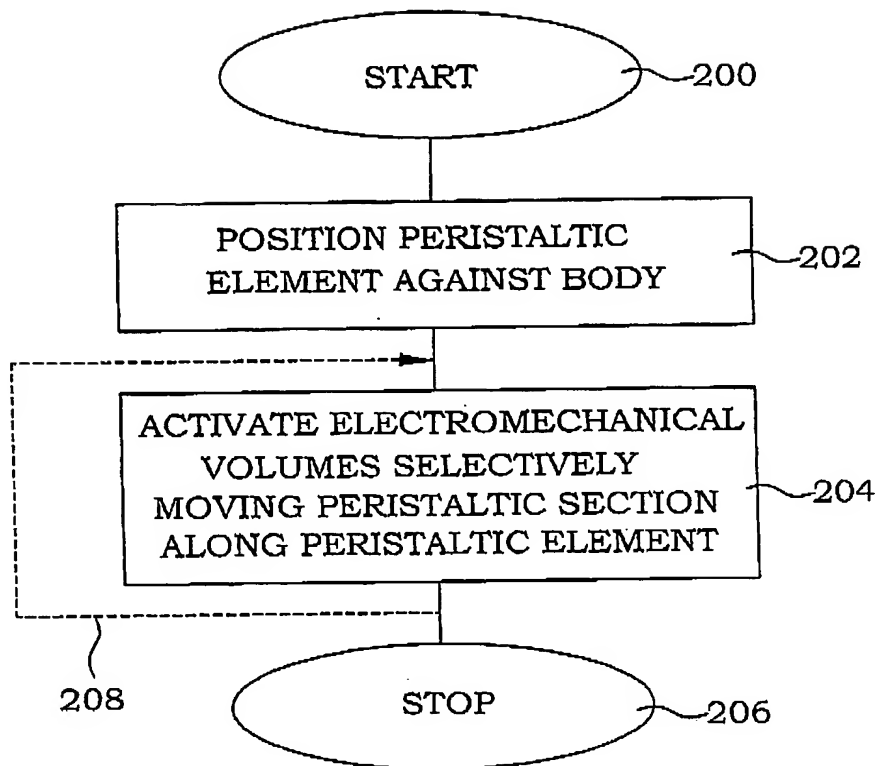 START
200
POSITION PERISTALTIC
ELEMENT AGAINST BODY
202
ACTIVATE ELECTROMECHANICAL
VOLUMES SELECTIVELY
MOVING PERISTALTIC SECTION
ALONG PERISTALTIC ELEMENT
204
208
STOP
206